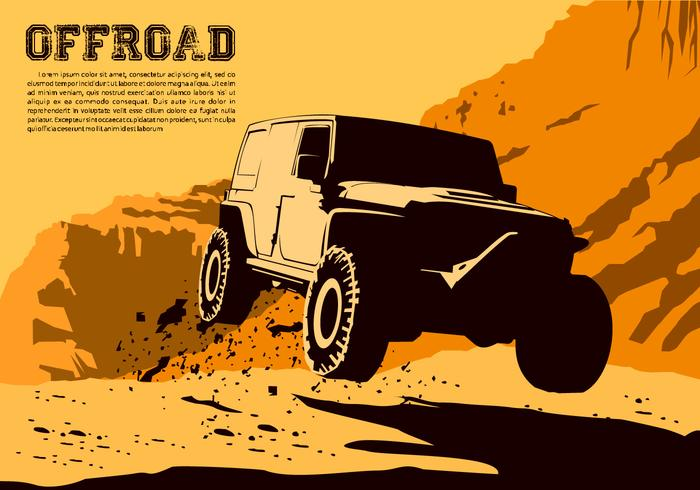 OFFROAD
Lorem ipsum color sit amet, consectetur adipiscing elit, sed do
eiusmod tempor incididunt ut labore et dolore magna aliqua. Ut enim
ad minim veniam, quis nostrud exercitation ullamco laboris nisi ut
aliquip ex ea commodo consequat. Duis aute irure dolor in
reprehenderit in voluptate velit esse cillum dolore eu fugiat nulla
pariatur. Excepteur sint occaecat cupidatat non proident, sunt in culpa
qui officia deserunt mollit anim id est laborum